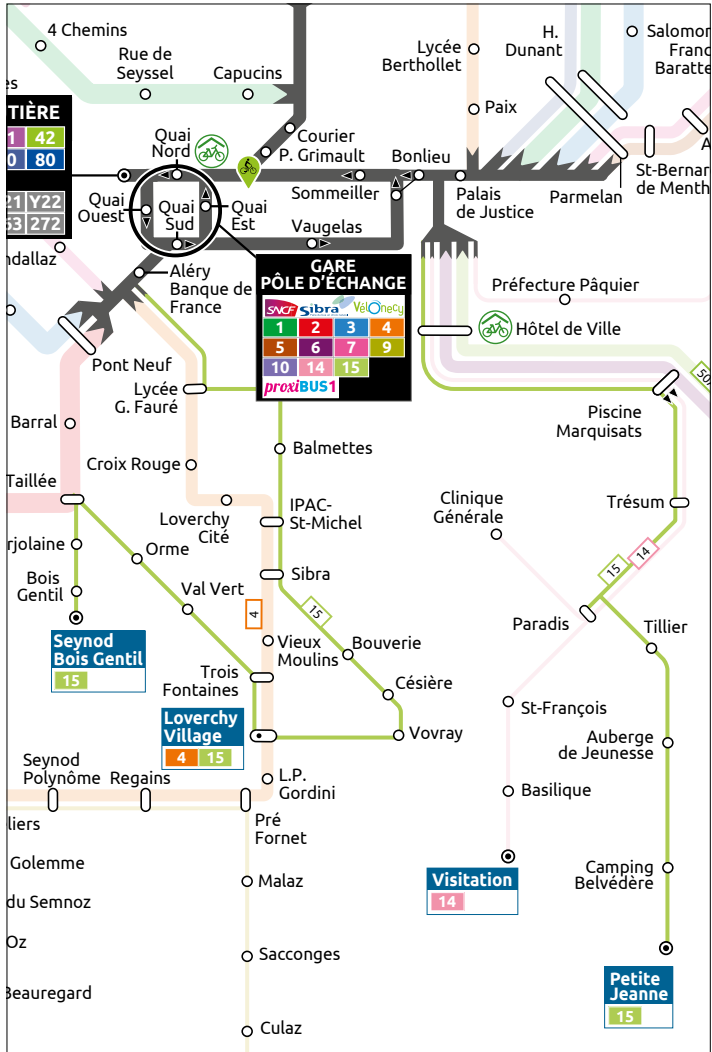 4 Chemins
Rue de
Seyssel
Capucins
Lycée
Berthollet
H.
Dunant
Salomon
Franc
Baratte
es
TIÈRE
1 42
0 80
21 Y22
63 272
Quai
Nord
Courier
P. Grimault
Paix
Bonlieu
St-Bernar
de Menth
A
Quai
Ouest
Quai
Sud
Quai
Est
Sommeiller
Palais
de Justice
Parmelan
Vaugelas
ndallaz
Aléry
Banque de
France
GARE
PÔLE D'ÉCHANGE
SNCF Sibra Vélonecy
1 2 3 4
5 6 7 9
10 14 15
proxiBUS1
Préfecture Pâquier
Hôtel de Ville
Pont Neuf
Lycée
G. Fauré
50
Piscine
Marquisats
Barral
Balmettes
Croix Rouge
Taillée
Loverchy
Cité
IPAC-
St-Michel
Clinique
Générale
Trésum
rjolaine
Orme
15
14
Bois
Gentil
Val Vert
Sibra
4
15
Paradis
Tillier
Seynod
Bois Gentil
15
Vieux
Moulins
Bouverie
Trois
Fontaines
Césière
St-François
Loverchy
Village
4 15
Vovray
Auberge
de Jeunesse
Seynod
Polynôme
Regains
L.P.
Gordini
Basilique
liers
Pré
Fornet
Golemme
Malaz
Visitation
14
Camping
Belvédère
du Semnoz
Oz
Sacconges
Petite
Jeanne
15
Beauregard
Culaz